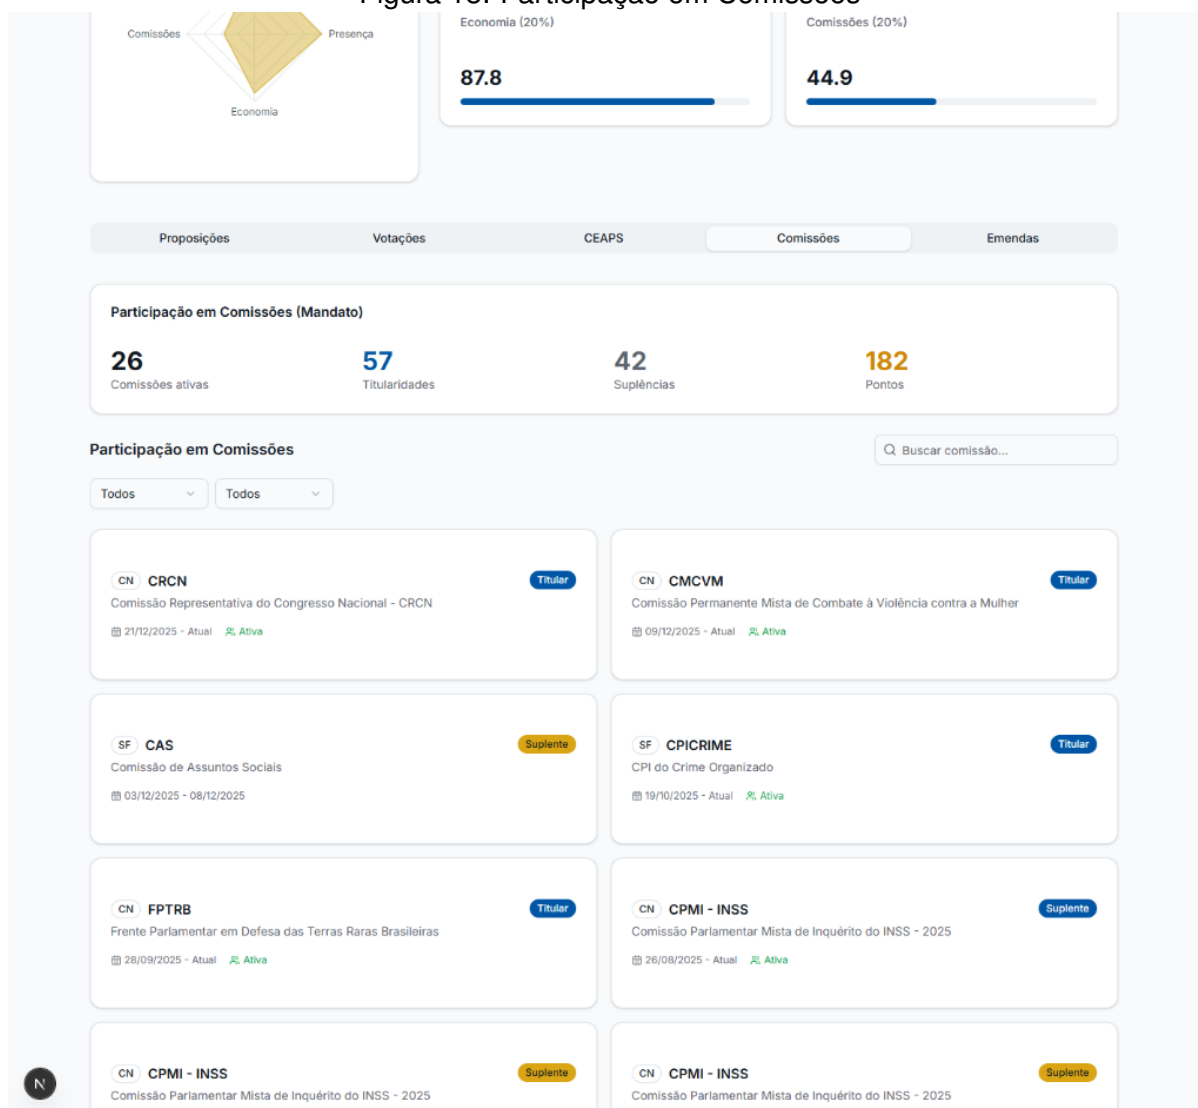 Figura 10: Participação em Comissões
Comissões
Presença
Economia
Economia (20%)
87.8
Comissões (20%)
44.9
Proposições
Votações
CEAPS
Comissões
Emendas
Participação em Comissões (Mandato)
26
Comissões ativas
57
Titularidades
42
Suplências
182
Pontos
Participação em Comissões
Buscar comissão...
Todos
Todos
CN CRCN Titular
Comissão Representativa do Congresso Nacional - CRCN
21/12/2025 - Atual Ativa
CN CMCVM Titular
Comissão Permanente Mista de Combate à Violência contra a Mulher
09/12/2025 - Atual Ativa
SF CAS Suplente
Comissão de Assuntos Sociais
03/12/2025 - 08/12/2025
SF CPICRIME Titular
CPI do Crime Organizado
19/10/2025 - Atual Ativa
CN FPTRB Titular
Frente Parlamentar em Defesa das Terras Raras Brasileiras
28/09/2025 - Atual Ativa
CN CPMI - INSS Suplente
Comissão Parlamentar Mista de Inquérito do INSS - 2025
26/08/2025 - Atual Ativa
CN CPMI - INSS Suplente
Comissão Parlamentar Mista de Inquérito do INSS - 2025
CN CPMI - INSS Suplente
Comissão Parlamentar Mista de Inquérito do INSS - 2025
N